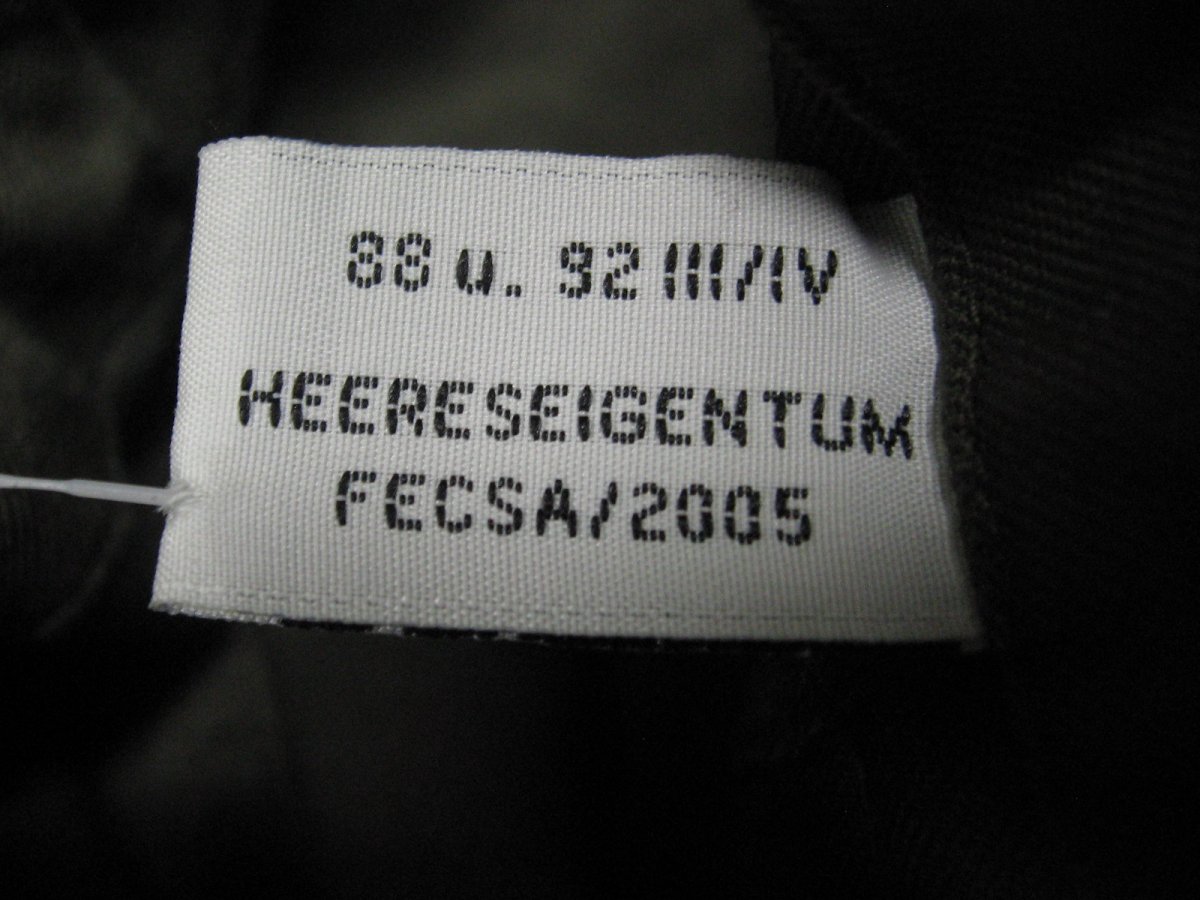 88 u. 92 III/IV
HEERESEIGENTUM
FECSA/2005